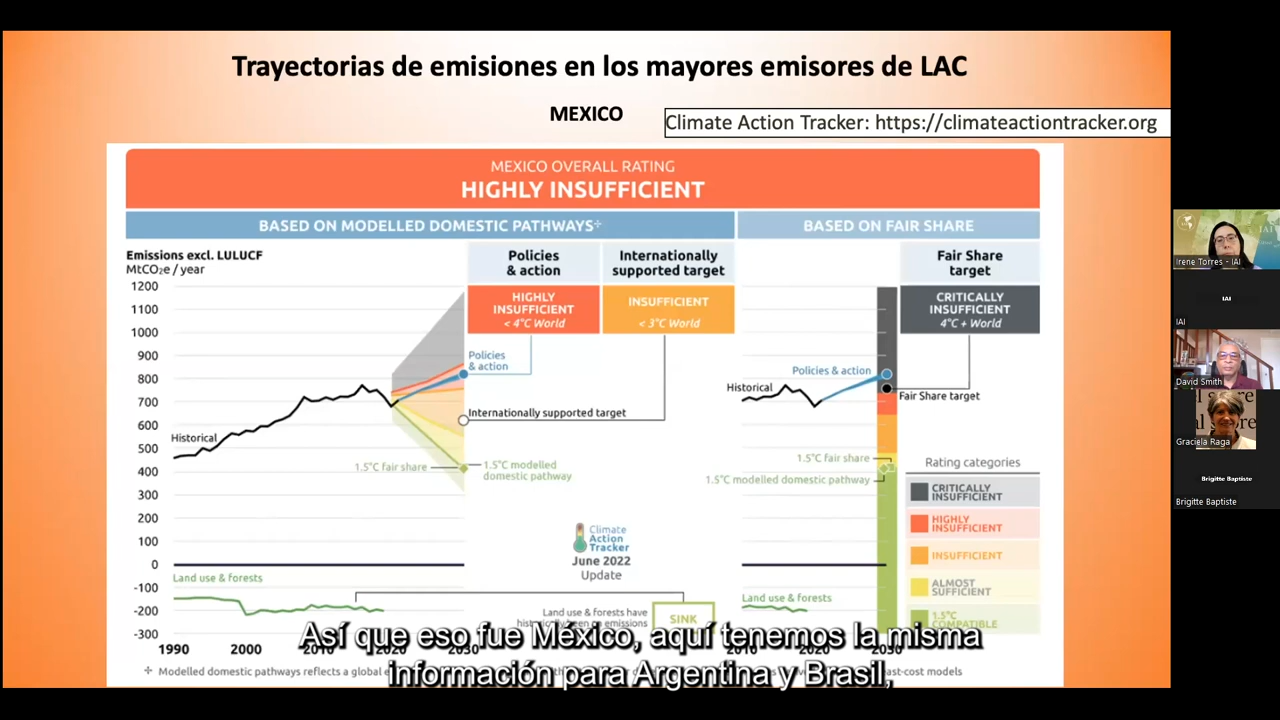 Trayectorias de emisiones en los mayores emisores de LAC
MEXICO
Climate Action Tracker: https://climateactiontracker.org
MEXICO OVERALL RATING
HIGHLY INSUFFICIENT
BASED ON MODELLED DOMESTIC PATHWAYS÷
BASED ON FAIR SHARE
Emissions excl. LULUCF
MtCO₂e / year
Policies
& action
Internationally
supported target
Fair Share
target
HIGHLY
INSUFFICIENT
< 4°C World
INSUFFICIENT
< 3°C World
CRITICALLY
INSUFFICIENT
4°C + World
1200
1100
1000
900
800
700
600
500
400
300
200
100
0
-100
-200
-300
Historical
Policies
& action
Internationally supported target
1.5°C fair share
1.5°C modelled
domestic pathway
Land use & forests
1990
2000
2010
2020
2030
Climate
Action
Tracker
June 2022
Update
Land use & forests have
SINK
Historical
Policies & action
Fair Share target
1.5°C fair share
1.5°C modelled domestic pathway
Land use & forests
2010
2020
2030
Rating categories
CRITICALLY
INSUFFICIENT
HIGHLY
INSUFFICIENT
INSUFFICIENT
ALMOST
SUFFICIENT
1.5°C
COMPATIBLE
÷ Modelled domestic pathways reflects a global
Así que eso fue México, aquí tenemos la misma
información para Argentina y Brasil,
IAI
Irene Torres - IAI
IAI
IAI
David Smith
Graciela Raga
Brigitte Baptiste
Brigitte Baptiste